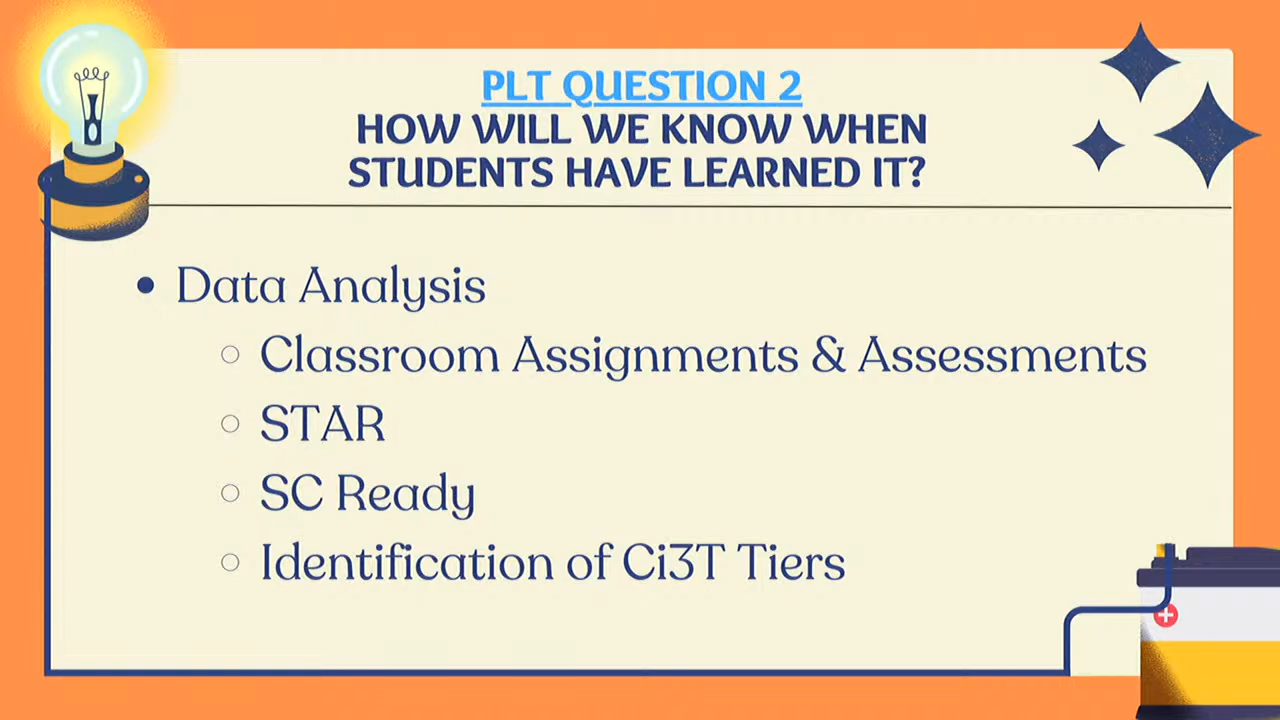 PLT QUESTION 2
HOW WILL WE KNOW WHEN
STUDENTS HAVE LEARNED IT?
• Data Analysis
○ Classroom Assignments & Assessments
○ STAR
○ SC Ready
○ Identification of Ci3T Tiers